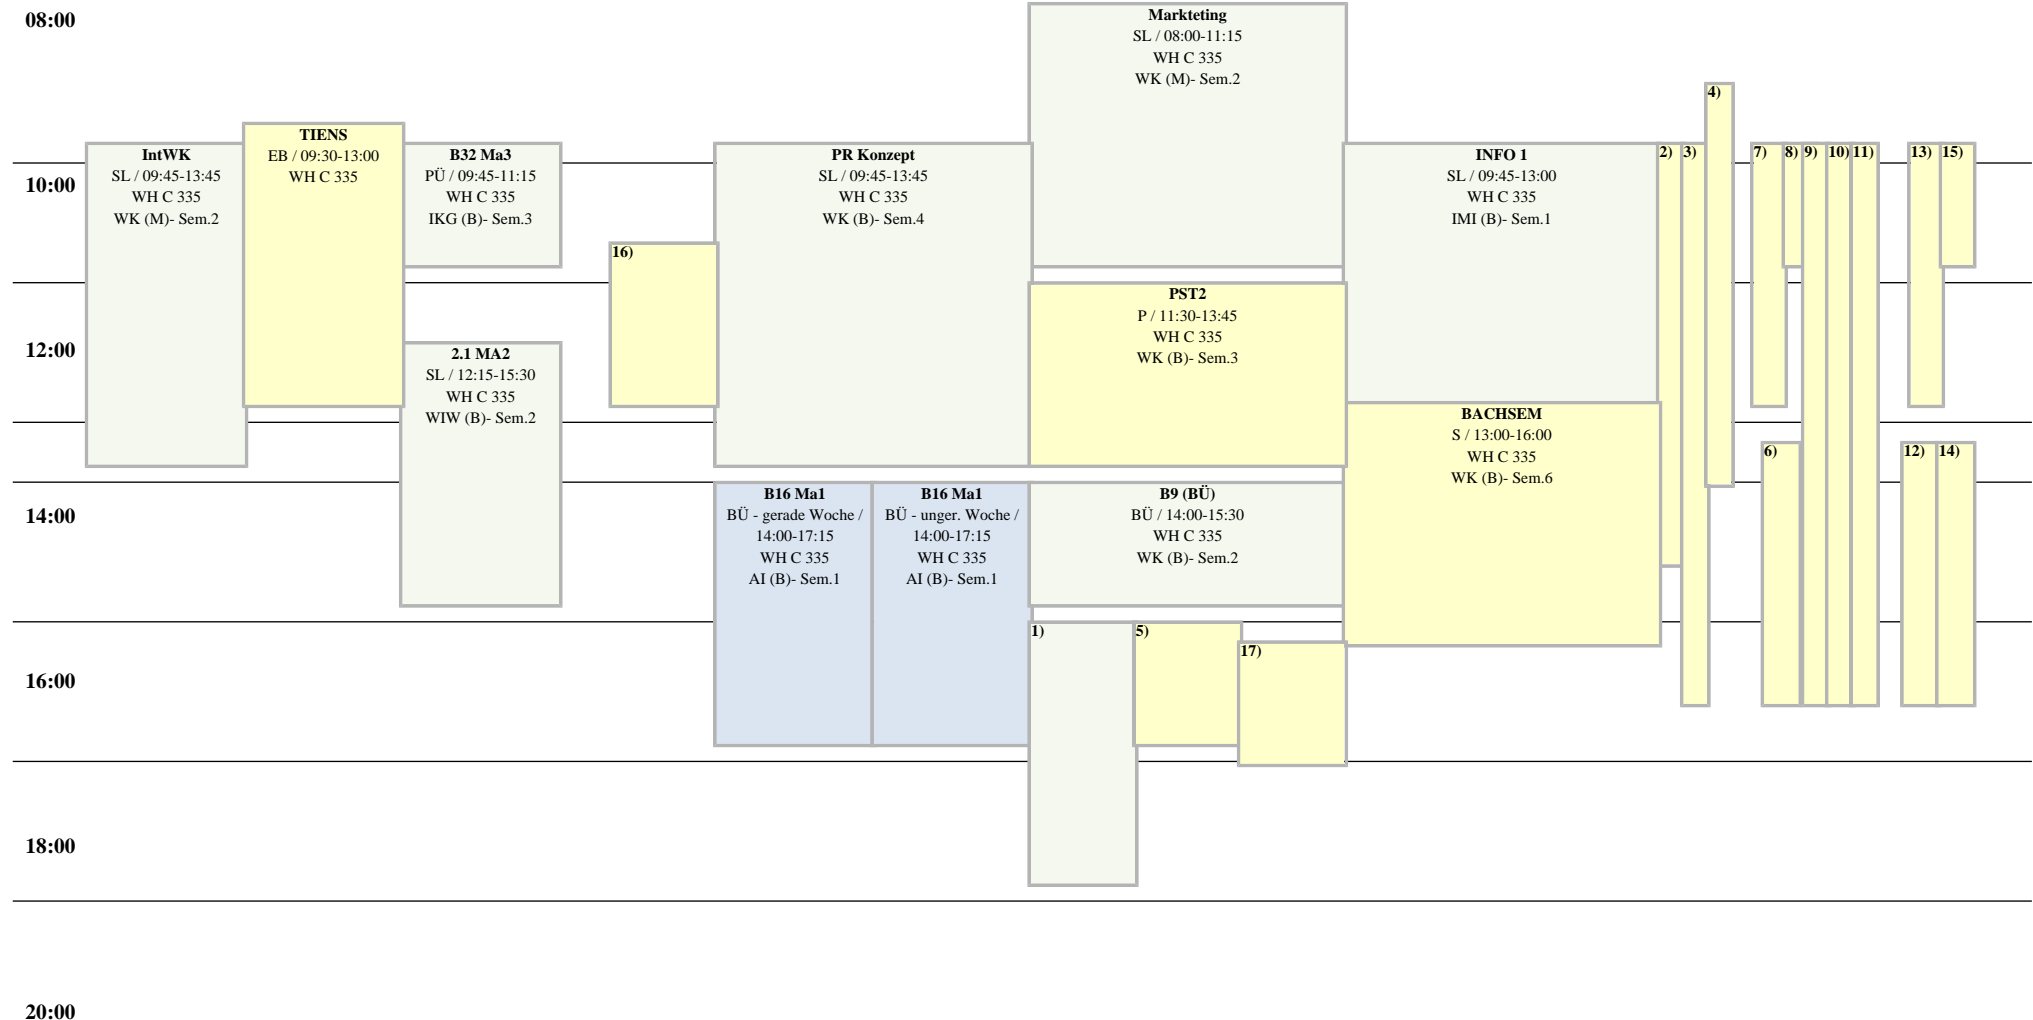 08:00
10:00
12:00
14:00
16:00
18:00
20:00
IntWK
SL / 09:45-13:45
WH C 335
WK (M)- Sem.2
TIENS
EB / 09:30-13:00
WH C 335
B32 Ma3
PÜ / 09:45-11:15
WH C 335
IKG (B)- Sem.3
2.1 MA2
SL / 12:15-15:30
WH C 335
WIW (B)- Sem.2
16)
PR Konzept
SL / 09:45-13:45
WH C 335
WK (B)- Sem.4
B16 Ma1
BÜ - gerade Woche /
14:00-17:15
WH C 335
AI (B)- Sem.1
B16 Ma1
BÜ - unger. Woche /
14:00-17:15
WH C 335
AI (B)- Sem.1
Markteting
SL / 08:00-11:15
WH C 335
WK (M)- Sem.2
PST2
P / 11:30-13:45
WH C 335
WK (B)- Sem.3
B9 (BÜ)
BÜ / 14:00-15:30
WH C 335
WK (B)- Sem.2
1)
5)
17)
INFO 1
SL / 09:45-13:00
WH C 335
IMI (B)- Sem.1
BACHSEM
S / 13:00-16:00
WH C 335
WK (B)- Sem.6
2)
3)
4)
7)
8)
9)
10)
11)
13)
15)
6)
12)
14)